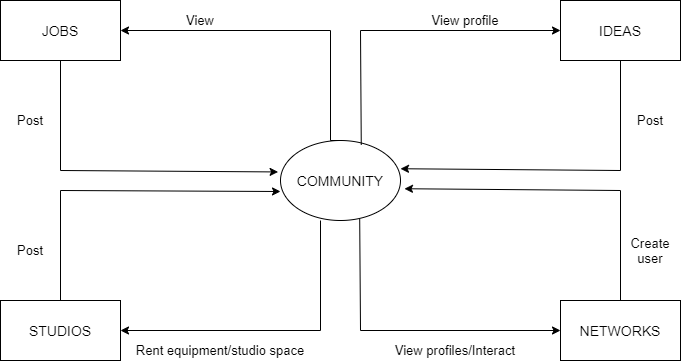 View
View profile
JOBS
IDEAS
Post
Post
COMMUNITY
Post
Create
user
STUDIOS
NETWORKS
Rent equipment/studio space
View profiles/Interact